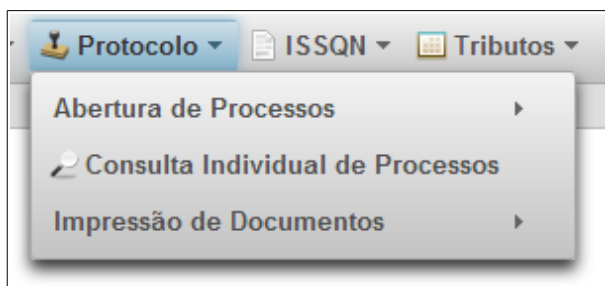 Protocolo ISSQN Tributos
Abertura de Processos
Consulta Individual de Processos
Impressão de Documentos